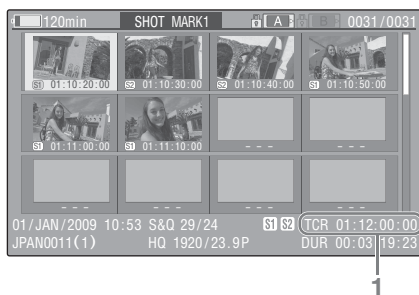 120min SHOT MARK1 A B 0031/0031
S1 01:10:20:00 S2 01:10:30:00 S2 01:10:40:00 S1 01:10:50:00
S1 01:11:00:00 S1 01:11:10:00 - - - - - -
- - - - - - - - - - - -
01/JAN/2009 10:53 S&Q 29/24 S1 S2 TCR 01:12:00:00
JPAN0011(1) HQ 1920/23.9P DUR 00:03:19:23
1